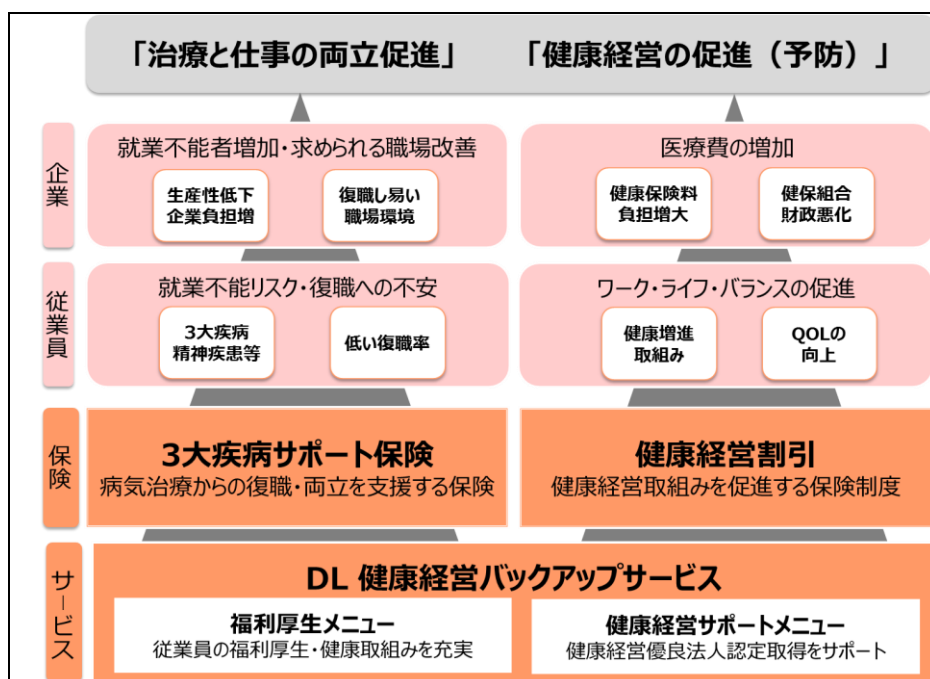 「治療と仕事の両立促進」
「健康経営の促進（予防）」
企業
就業不能者増加・求められる職場改善
生産性低下
企業負担増
復職し易い
職場環境
医療費の増加
健康保険料
負担増大
健保組合
財政悪化
従業員
就業不能リスク・復職への不安
3大疾病
精神疾患等
低い復職率
ワーク・ライフ・バランスの促進
健康増進
取組み
QOLの
向上
保険
3大疾病サポート保険
病気治療からの復職・両立を支援する保険
健康経営割引
健康経営取組みを促進する保険制度
サービス
DL 健康経営バックアップサービス
福利厚生メニュー
従業員の福利厚生・健康取組みを充実
健康経営サポートメニュー
健康経営優良法人認定取得をサポート